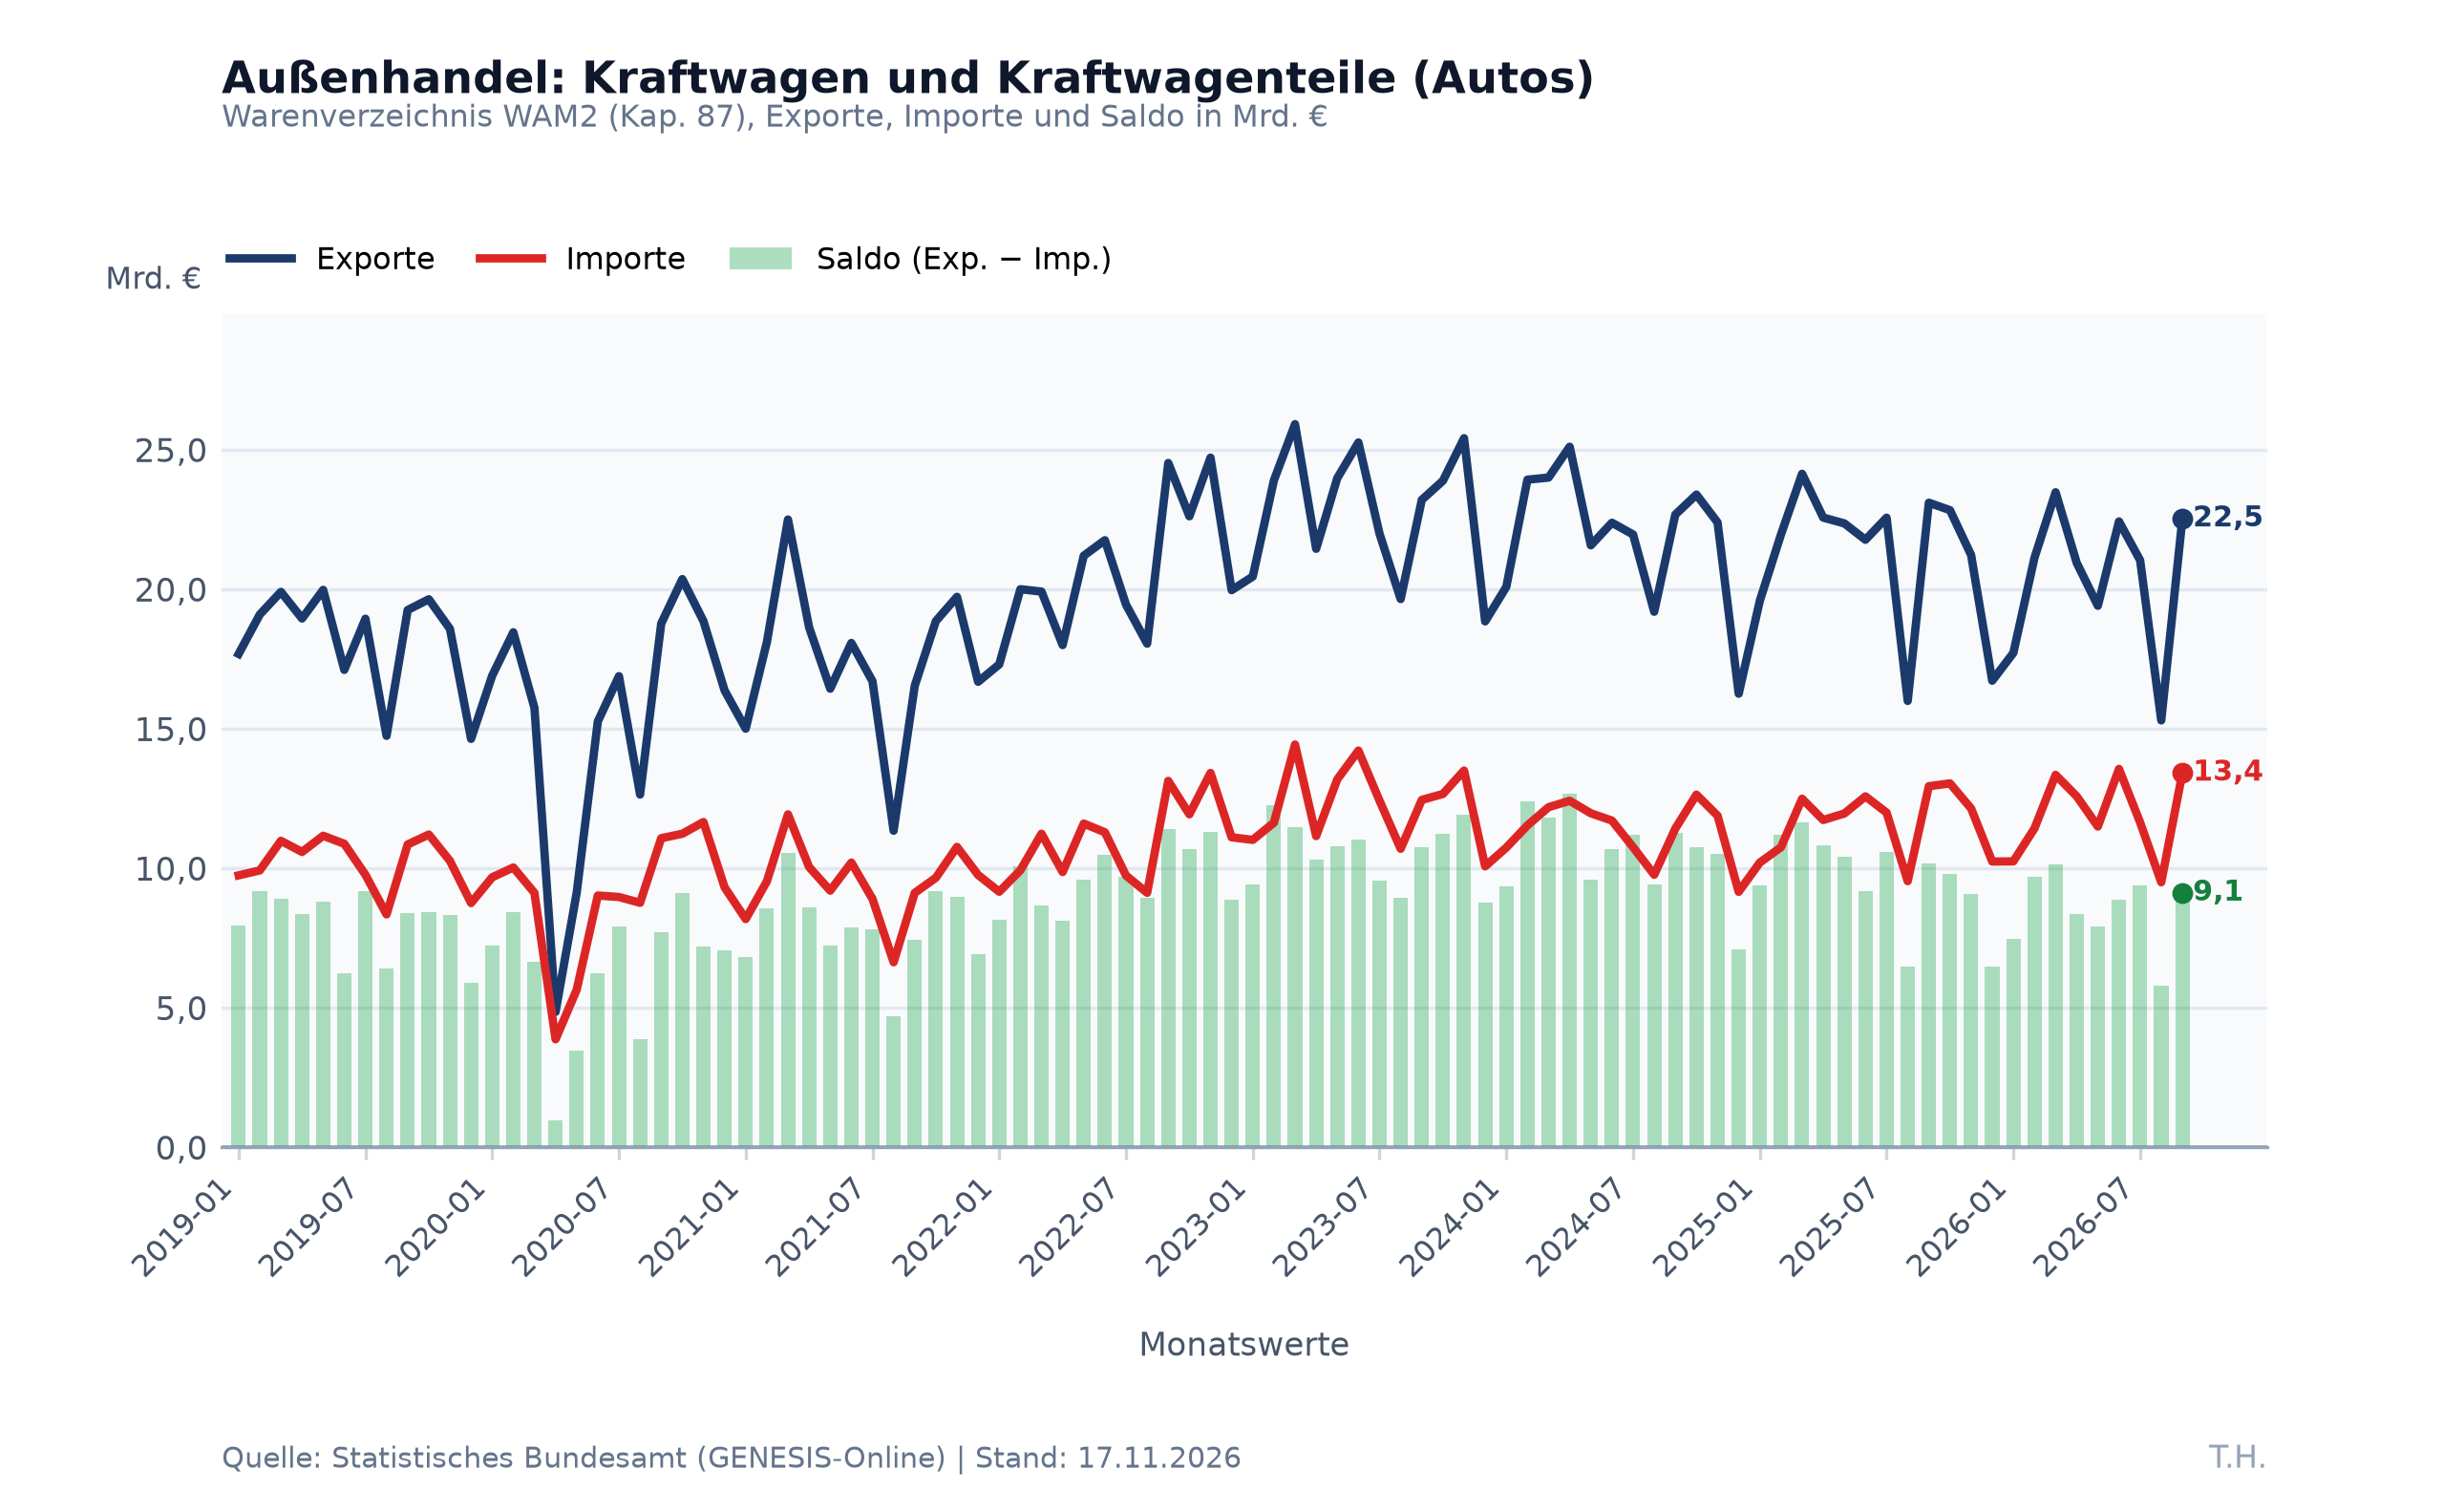 Außenhandel: Kraftwagen und Kraftwagenteile (Autos)
Warenverzeichnis WAM2 (Kap. 87), Exporte, Importe und Saldo in Mrd. €
Exporte Importe Saldo (Exp. − Imp.)
Mrd. €
25,0
20,0
15,0
10,0
5,0
0,0
22,5
13,4
9,1
2019-01 2019-07 2020-01 2020-07 2021-01 2021-07 2022-01 2022-07 2023-01 2023-07 2024-01 2024-07 2025-01 2025-07 2026-01 2026-07
Monatswerte
Quelle: Statistisches Bundesamt (GENESIS-Online) | Stand: 17.11.2026
T.H.